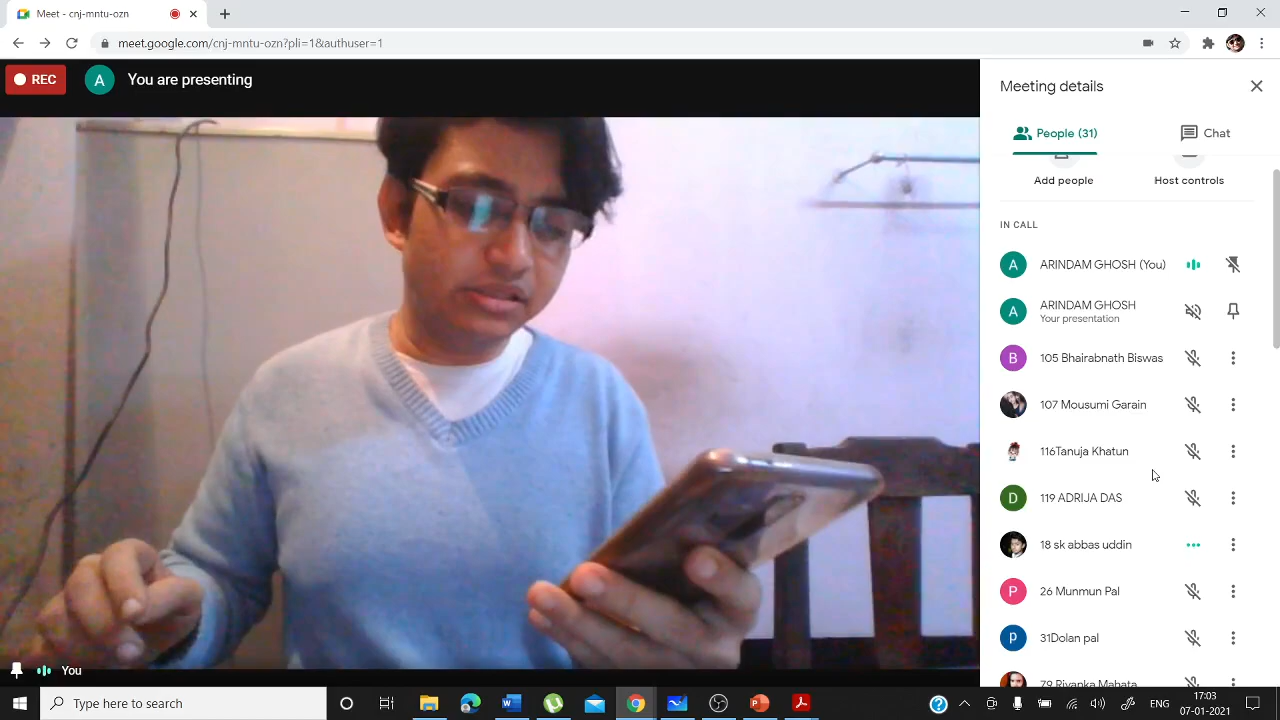 Meet - cnj-mntu-ozn
meet.google.com/cnj-mntu-ozn?pli=1&authuser=1
REC
A
You are presenting
Meeting details
People (31)
Chat
Add people
Host controls
IN CALL
A ARINDAM GHOSH (You)
A ARINDAM GHOSH
Your presentation
B 105 Bhairabnath Biswas
107 Mousumi Garain
116Tanuja Khatun
D 119 ADRIJA DAS
18 sk abbas uddin
P 26 Munmun Pal
p 31Dolan pal
79 Riyanka Mahata
You
Type here to search
ENG
17:03
07-01-2021